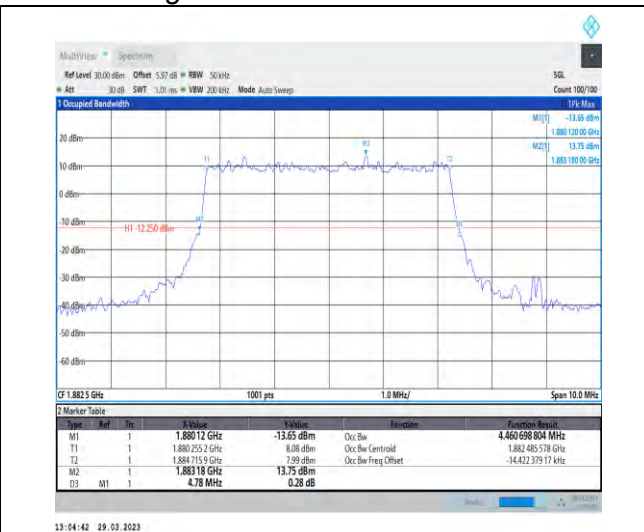 MultiView Spectrum
Ref Level 30.00 dBm Offset 5.97 dB RBW 50 kHz SGL
Att 30 dB SWT 1.01 ms VBW 200 kHz Mode Auto Sweep Count 100/100
1 Occupied Bandwidth 1Pk Max
M1[1] -13.65 dBm
1.880 120 00 GHz
M2[1] 13.75 dBm
1.883 180 00 GHz
20 dBm
M2
T1 T2
10 dBm
0 dBm
-10 dBm
H1 -12.250 dBm
M1
-20 dBm
-30 dBm
-40 dBm
-50 dBm
-60 dBm
CF 1.882 5 GHz 1001 pts 1.0 MHz/ Span 10.0 MHz
2 Marker Table
Type Ref Trc X-Value Y-Value Function Function Result
M1 1 1.880 12 GHz -13.65 dBm Occ Bw 4.460 698 804 MHz
T1 1 1.880 255 2 GHz 8.08 dBm Occ Bw Centroid 1.882 485 578 GHz
T2 1 1.884 715 9 GHz 7.99 dBm Occ Bw Freq Offset -14.422 379 17 kHz
M2 1 1.883 18 GHz 13.75 dBm
D3 M1 1 4.78 MHz 0.28 dB
13:04:42 29.03.2023